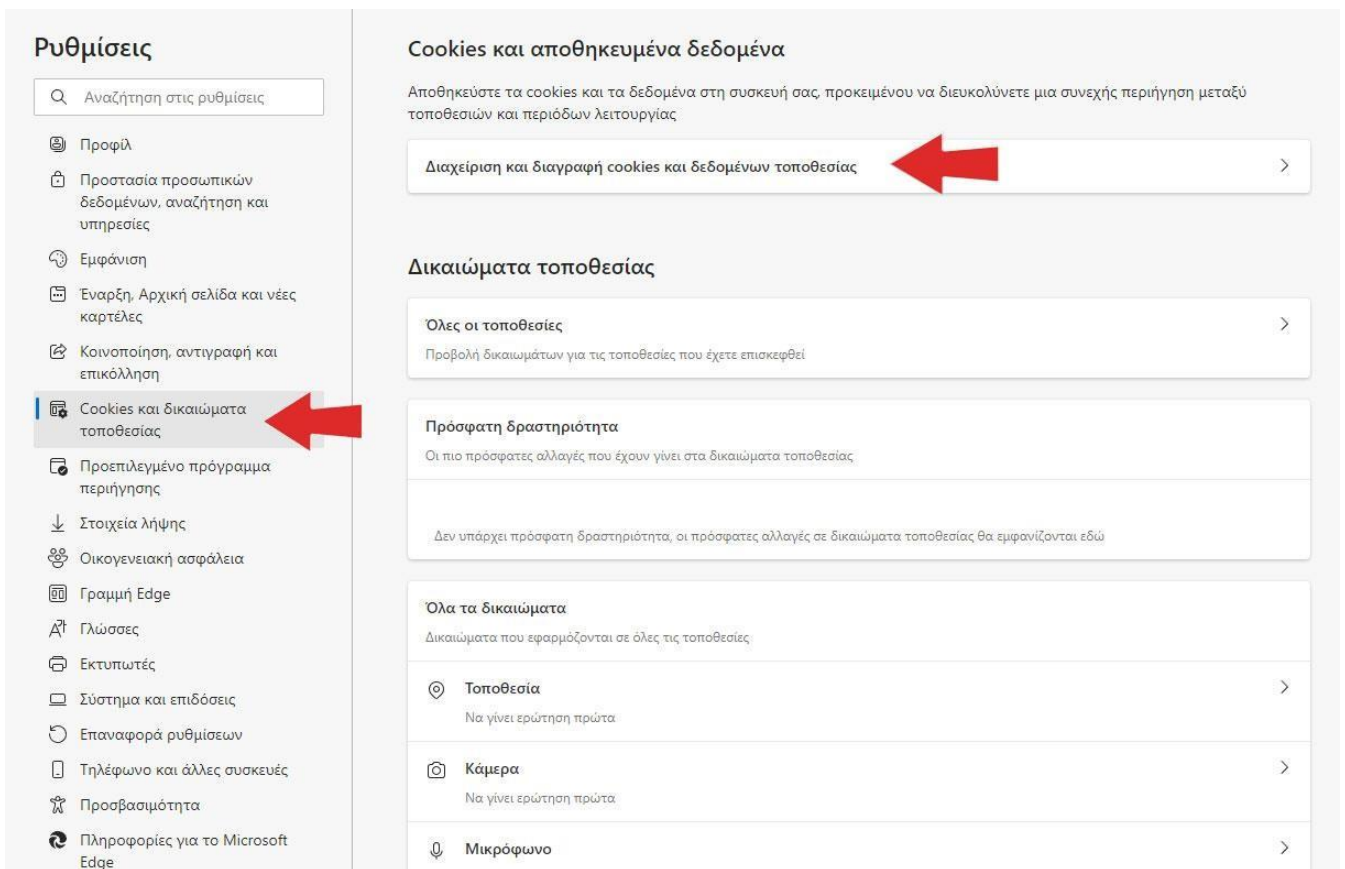 Ρυθμίσεις
Αναζήτηση στις ρυθμίσεις
Προφίλ
Προστασία προσωπικών
δεδομένων, αναζήτηση και
υπηρεσίες
Εμφάνιση
Έναρξη, Αρχική σελίδα και νέες
καρτέλες
Κοινοποίηση, αντιγραφή και
επικόλληση
Cookies και δικαιώματα
τοποθεσίας
Προεπιλεγμένο πρόγραμμα
περιήγησης
Στοιχεία λήψης
Οικογενειακή ασφάλεια
Γραμμή Edge
Γλώσσες
Εκτυπωτές
Σύστημα και επιδόσεις
Επαναφορά ρυθμίσεων
Τηλέφωνο και άλλες συσκευές
Προσβασιμότητα
Πληροφορίες για το Microsoft
Edge
Cookies και αποθηκευμένα δεδομένα
Αποθηκεύστε τα cookies και τα δεδομένα στη συσκευή σας, προκειμένου να διευκολύνετε μια συνεχής περιήγηση μεταξύ
τοποθεσιών και περιόδων λειτουργίας
Διαχείριση και διαγραφή cookies και δεδομένων τοποθεσίας
Δικαιώματα τοποθεσίας
Όλες οι τοποθεσίες
Προβολή δικαιωμάτων για τις τοποθεσίες που έχετε επισκεφθεί
Πρόσφατη δραστηριότητα
Οι πιο πρόσφατες αλλαγές που έχουν γίνει στα δικαιώματα τοποθεσίας
Δεν υπάρχει πρόσφατη δραστηριότητα, οι πρόσφατες αλλαγές σε δικαιώματα τοποθεσίας θα εμφανίζονται εδώ
Όλα τα δικαιώματα
Δικαιώματα που εφαρμόζονται σε όλες τις τοποθεσίες
Τοποθεσία
Να γίνει ερώτηση πρώτα
Κάμερα
Να γίνει ερώτηση πρώτα
Μικρόφωνο